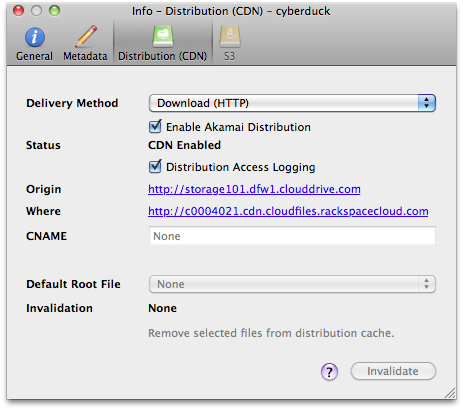 Info - Distribution (CDN) - cyberduck
General Metadata Distribution (CDN) S3
Delivery Method Download (HTTP)
Enable Akamai Distribution
Status CDN Enabled
Distribution Access Logging
Origin http://storage101.dfw1.clouddrive.com
Where http://c0004021.cdn.cloudfiles.rackspacecloud.com
CNAME None
Default Root File None
Invalidation None
Remove selected files from distribution cache.
? Invalidate